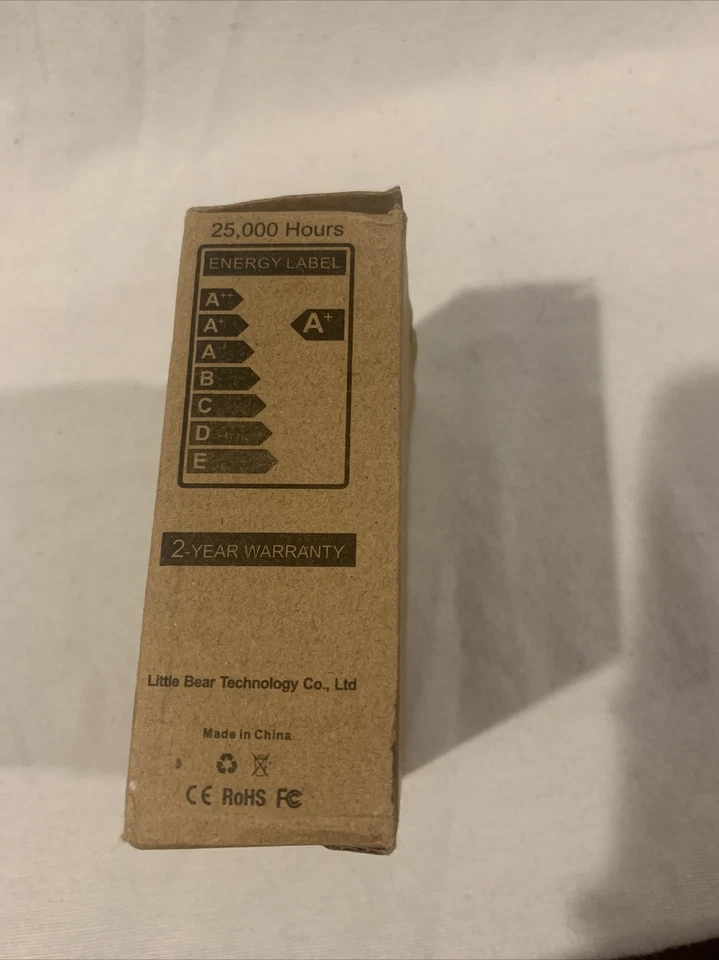 25,000 Hours
ENERGY LABEL
A++
A+ A+
A
B
C
D
E
2-YEAR WARRANTY
Little Bear Technology Co., Ltd
Made in China
CE RoHS FC